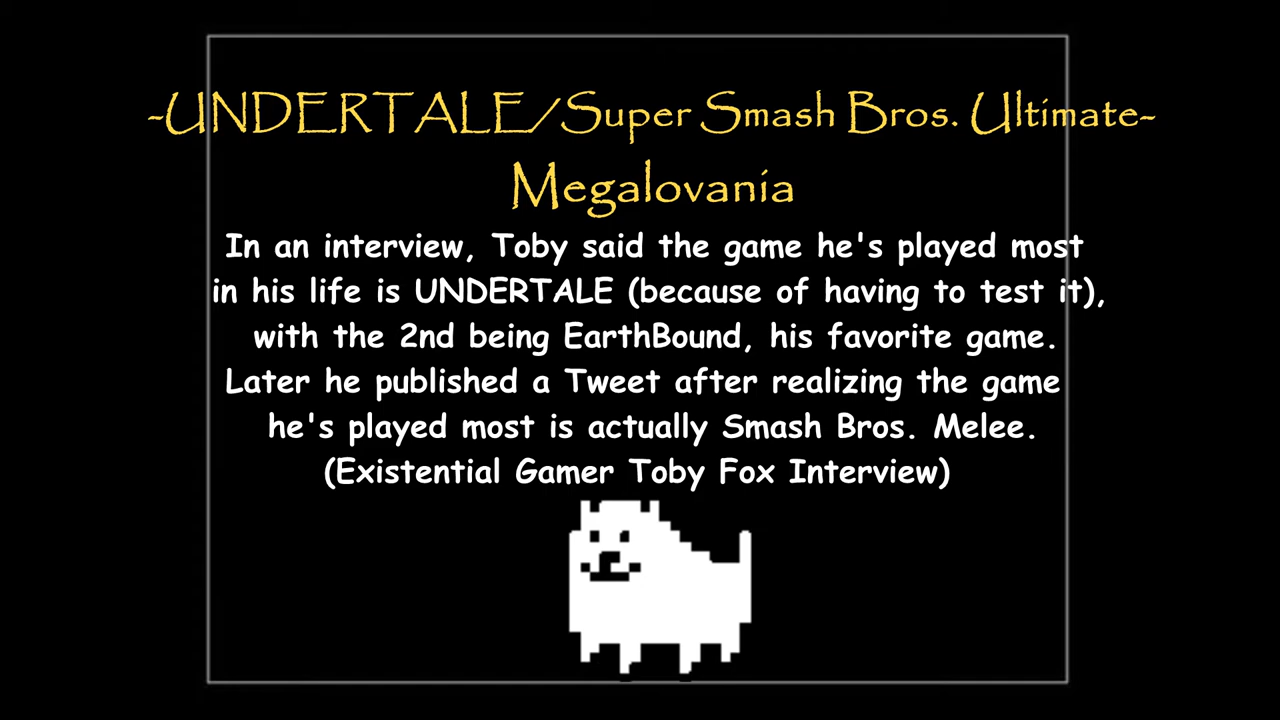 -UNDERTALE/Super Smash Bros. Ultimate-
Megalovania
In an interview, Toby said the game he's played most
in his life is UNDERTALE (because of having to test it),
with the 2nd being EarthBound, his favorite game.
Later he published a Tweet after realizing the game
he's played most is actually Smash Bros. Melee.
(Existential Gamer Toby Fox Interview)